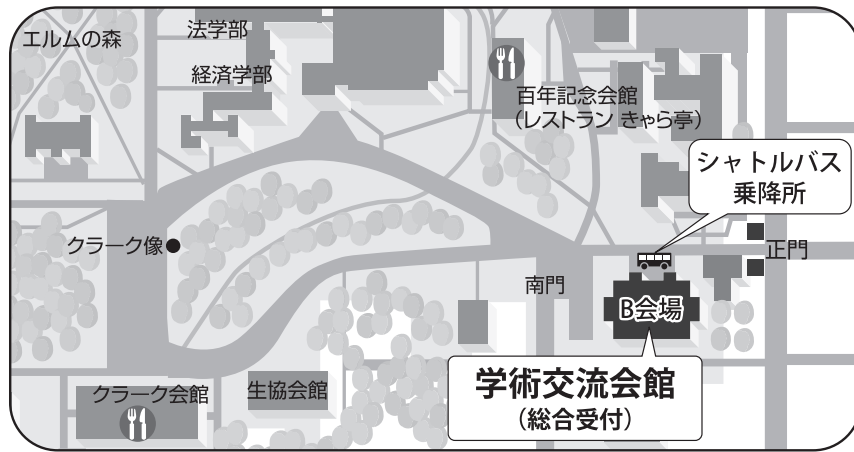 エルムの森
法学部
経済学部
百年記念会館
(レストラン きゃら亭)
シャトルバス
乗降所
クラーク像
正門
南門
B会場
学術交流会館
(総合受付)
クラーク会館
生協会館